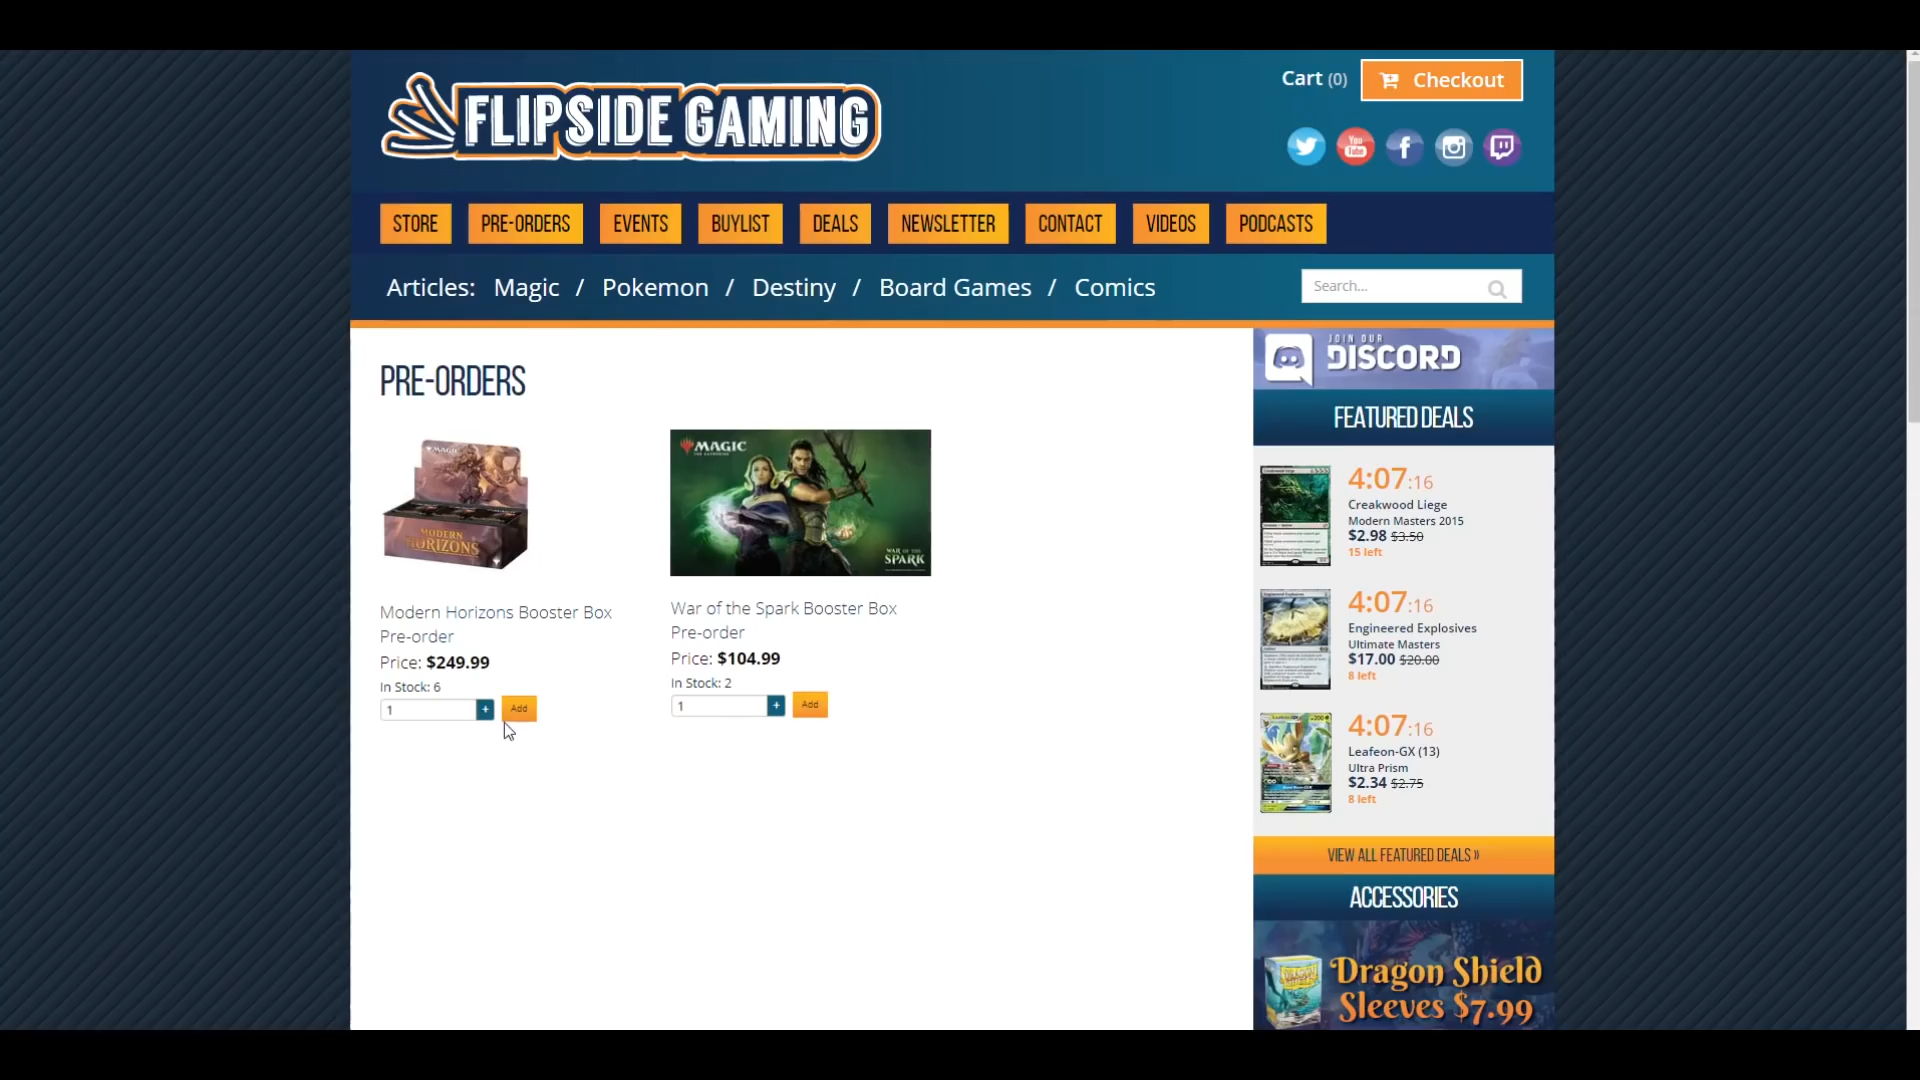 FLIPSIDE GAMING
Cart (0)
Checkout
You
Tube
STORE
PRE-ORDERS
EVENTS
BUYLIST
DEALS
NEWSLETTER
CONTACT
VIDEOS
PODCASTS
Articles: Magic / Pokemon / Destiny / Board Games / Comics
Search...
PRE-ORDERS
MAGIC
MODERN
HORIZONS
Modern Horizons Booster Box
Pre-order
Price: $249.99
In Stock: 6
1
+
Add
MAGIC
THE GATHERING
WAR OF THE
SPARK
War of the Spark Booster Box
Pre-order
Price: $104.99
In Stock: 2
1
+
Add
JOIN OUR
DISCORD
FEATURED DEALS
4:07:16
Creakwood Liege
Modern Masters 2015
$2.98 $3.50
15 left
4:07:16
Engineered Explosives
Ultimate Masters
$17.00 $20.00
8 left
4:07:16
Leafeon-GX (13)
Ultra Prism
$2.34 $2.75
8 left
VIEW ALL FEATURED DEALS »
ACCESSORIES
Dragon Shield
Sleeves $7.99